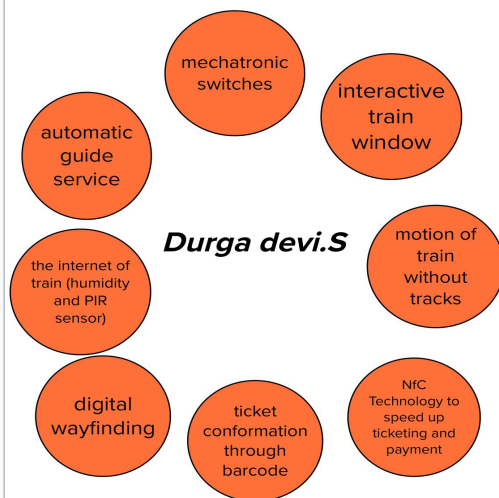 mechatronic
switches
interactive
train
window
automatic
guide
service
Durga devi.S
motion of
train
without
tracks
the internet of
train (humidity
and PIR
sensor)
digital
wayfinding
ticket
conformation
through
barcode
NfC
Technology to
speed up
ticketing and
payment